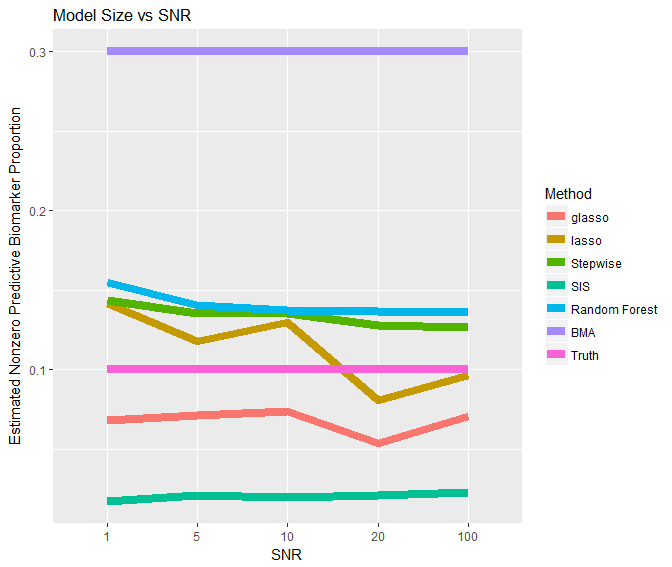 Model Size vs SNR
Estimated Nonzero Predictive Biomarker Proportion
0.3
0.2
0.1
1 5 10 20 100
SNR
Method
glasso
lasso
Stepwise
SIS
Random Forest
BMA
Truth